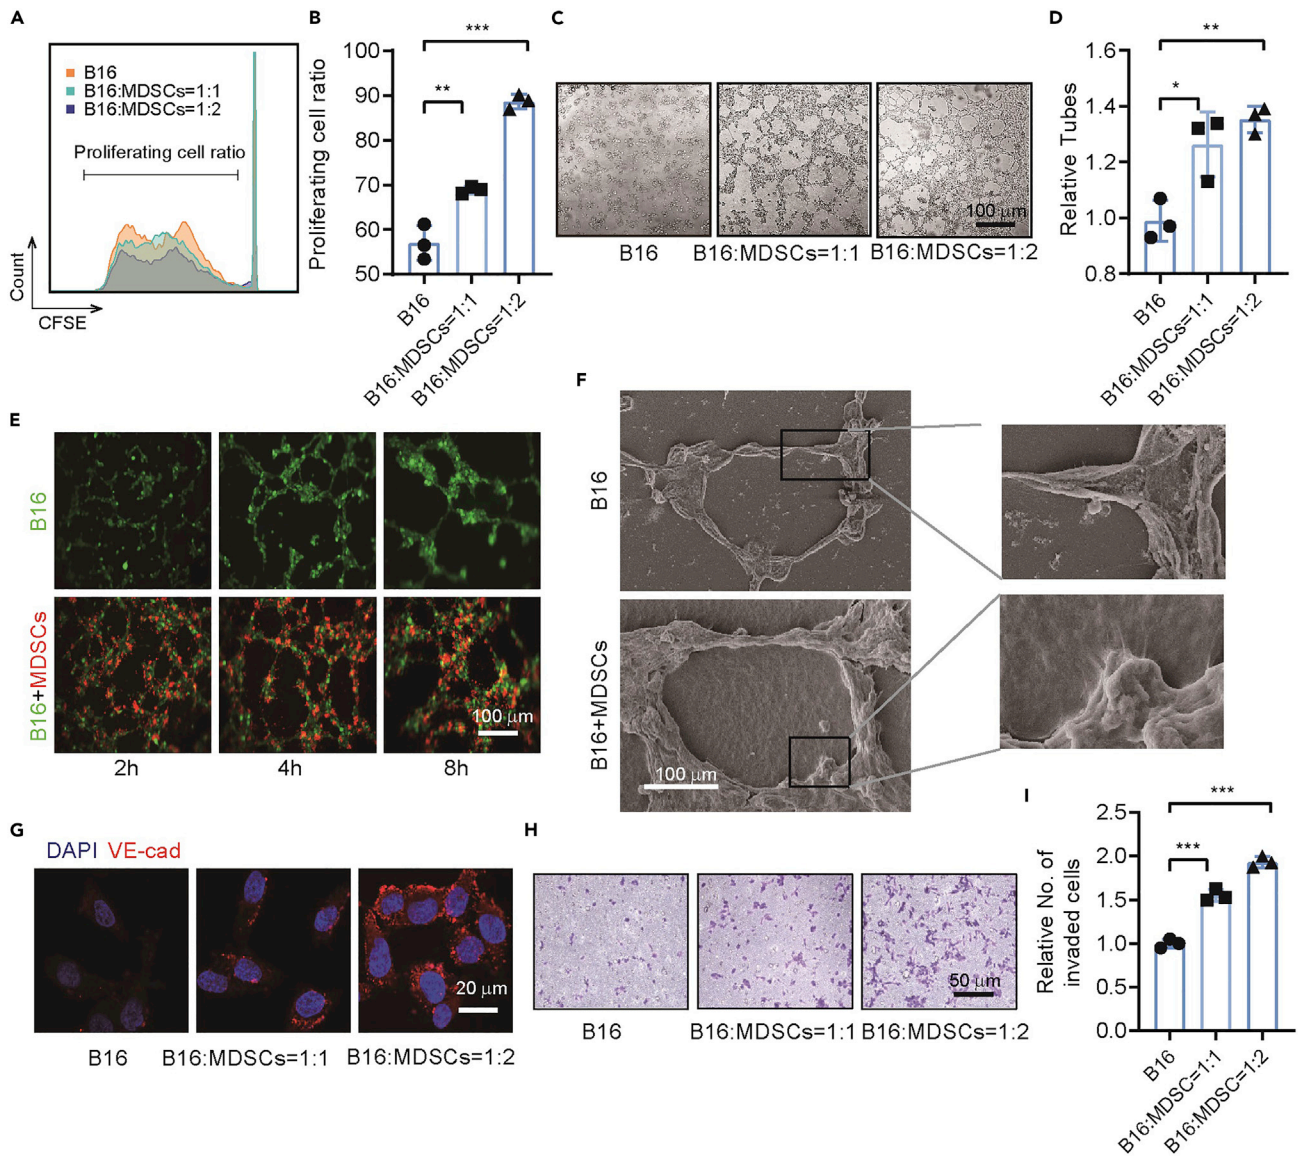 A
B16
B16:MDSCs=1:1
B16:MDSCs=1:2
Proliferating cell ratio
Count
CFSE
B
***
**
Proliferating cell ratio
100
90
80
70
60
50
B16
B16:MDSCs=1:1
B16:MDSCs=1:2
C
100 μm
B16
B16:MDSCs=1:1
B16:MDSCs=1:2
D
**
*
Relative Tubes
1.6
1.4
1.2
1.0
0.8
B16
B16:MDSCs=1:1
B16:MDSCs=1:2
E
B16
B16+MDSCs
100 μm
2h
4h
8h
F
B16
B16+MDSCs
100 μm
G
DAPI VE-cad
20 μm
B16
B16:MDSCs=1:1
B16:MDSCs=1:2
H
50 μm
B16
B16:MDSCs=1:1
B16:MDSCs=1:2
I
***
***
Relative No. of
invaded cells
2.5
2.0
1.5
1.0
0.5
0.0
B16
B16:MDSC=1:1
B16:MDSC=1:2